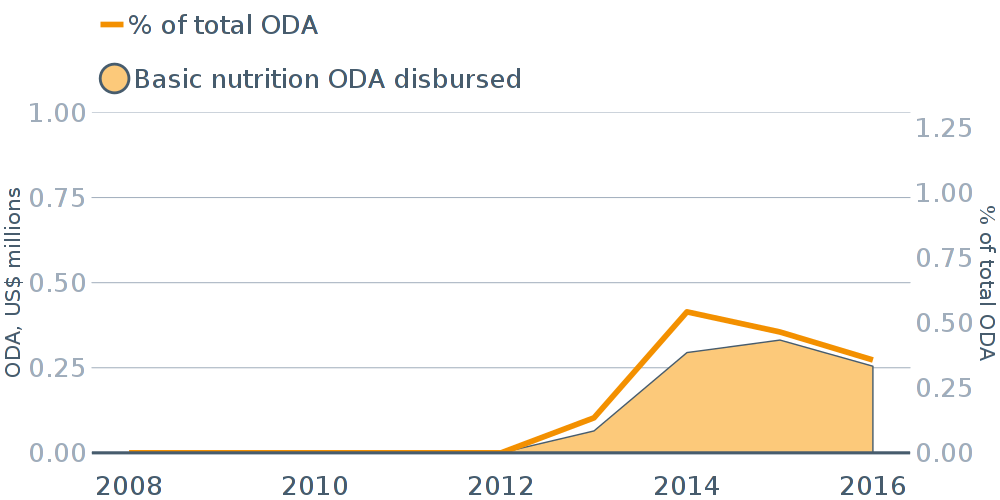 % of total ODA
Basic nutrition ODA disbursed
1.00
0.75
0.50
0.25
0.00
ODA, US$ millions
1.25
1.00
0.75
0.50
0.25
0.00
% of total ODA
2008 2010 2012 2014 2016